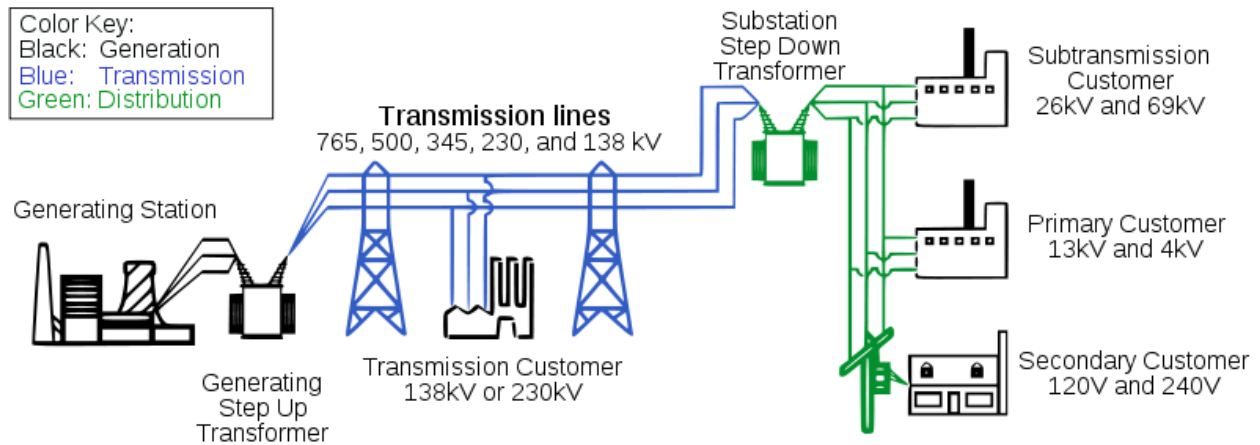 Color Key:
Black: Generation
Blue: Transmission
Green: Distribution
Substation
Step Down
Transformer
Subtransmission
Customer
26kV and 69kV
Transmission lines
765, 500, 345, 230, and 138 kV
Generating Station
Primary Customer
13kV and 4kV
Transmission Customer
138kV or 230kV
Secondary Customer
120V and 240V
Generating
Step Up
Transformer